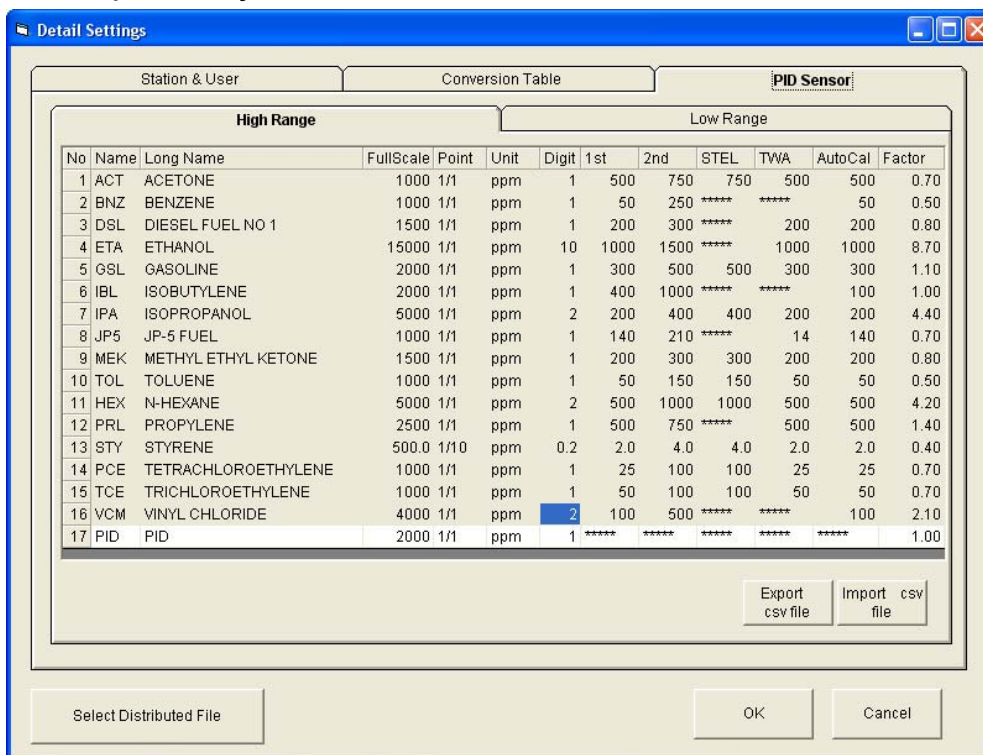 Detail Settings
Station & User Conversion Table PID Sensor
High Range Low Range
No Name Long Name FullScale Point Unit Digit 1st 2nd STEL TWA AutoCal Factor
1 ACT ACETONE 1000 1/1 ppm 1 500 750 750 500 500 0.70
2 BNZ BENZENE 1000 1/1 ppm 1 50 250 ***** ***** 50 0.50
3 DSL DIESEL FUEL NO 1 1500 1/1 ppm 1 200 300 ***** 200 200 0.80
4 ETA ETHANOL 15000 1/1 ppm 10 1000 1500 ***** 1000 1000 8.70
5 GSL GASOLINE 2000 1/1 ppm 1 300 500 500 300 300 1.10
6 IBL ISOBUTYLENE 2000 1/1 ppm 1 400 1000 ***** ***** 100 1.00
7 IPA ISOPROPANOL 5000 1/1 ppm 2 200 400 400 200 200 4.40
8 JP5 JP-5 FUEL 1000 1/1 ppm 1 140 210 ***** 14 140 0.70
9 MEK METHYL ETHYL KETONE 1500 1/1 ppm 1 200 300 300 200 200 0.80
10 TOL TOLUENE 1000 1/1 ppm 1 50 150 150 50 50 0.50
11 HEX N-HEXANE 5000 1/1 ppm 2 500 1000 1000 500 500 4.20
12 PRL PROPYLENE 2500 1/1 ppm 1 500 750 ***** 500 500 1.40
13 STY STYRENE 500.0 1/10 ppm 0.2 2.0 4.0 4.0 2.0 2.0 0.40
14 PCE TETRACHLOROETHYLENE 1000 1/1 ppm 1 25 100 100 25 25 0.70
15 TCE TRICHLOROETHYLENE 1000 1/1 ppm 1 50 100 100 50 50 0.70
16 VCM VINYL CHLORIDE 4000 1/1 ppm 2 100 500 ***** ***** 100 2.10
17 PID PID 2000 1/1 ppm 1 ***** ***** ***** ***** ***** 1.00
Export csv file
Import csv file
Select Distributed File OK Cancel